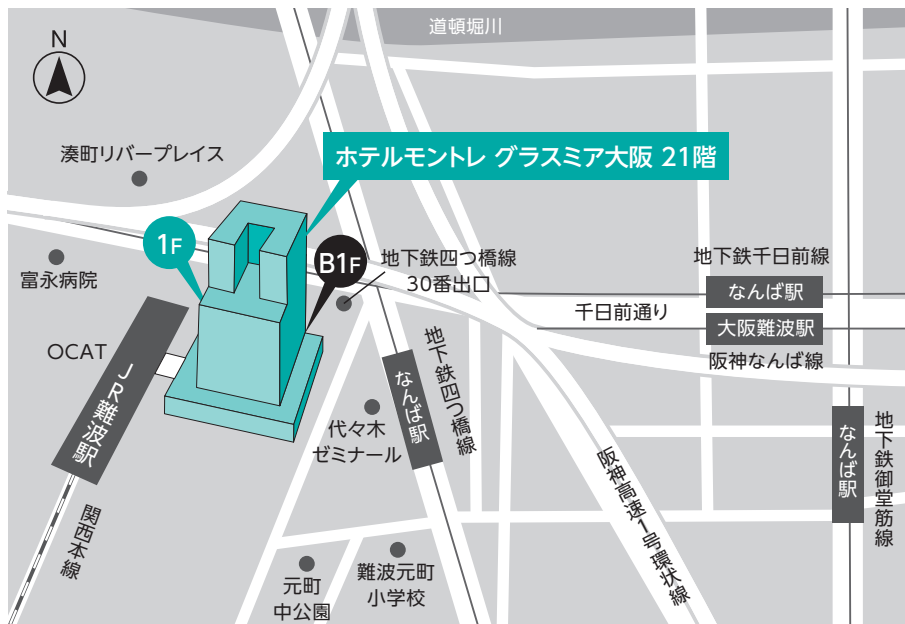 道頓堀川
N
湊町リバープレイス
ホテルモントレ グラスミア大阪 21階
1F
B1F
地下鉄四つ橋線
30番出口
地下鉄千日前線
なんば駅
千日前通り
大阪難波駅
阪神なんば線
富永病院
OCAT
JR難波駅
関西本線
地下鉄四つ橋線
なんば駅
代々木
ゼミナール
阪神高速1号環状線
なんば駅
地下鉄御堂筋線
元町
中公園
難波元町
小学校